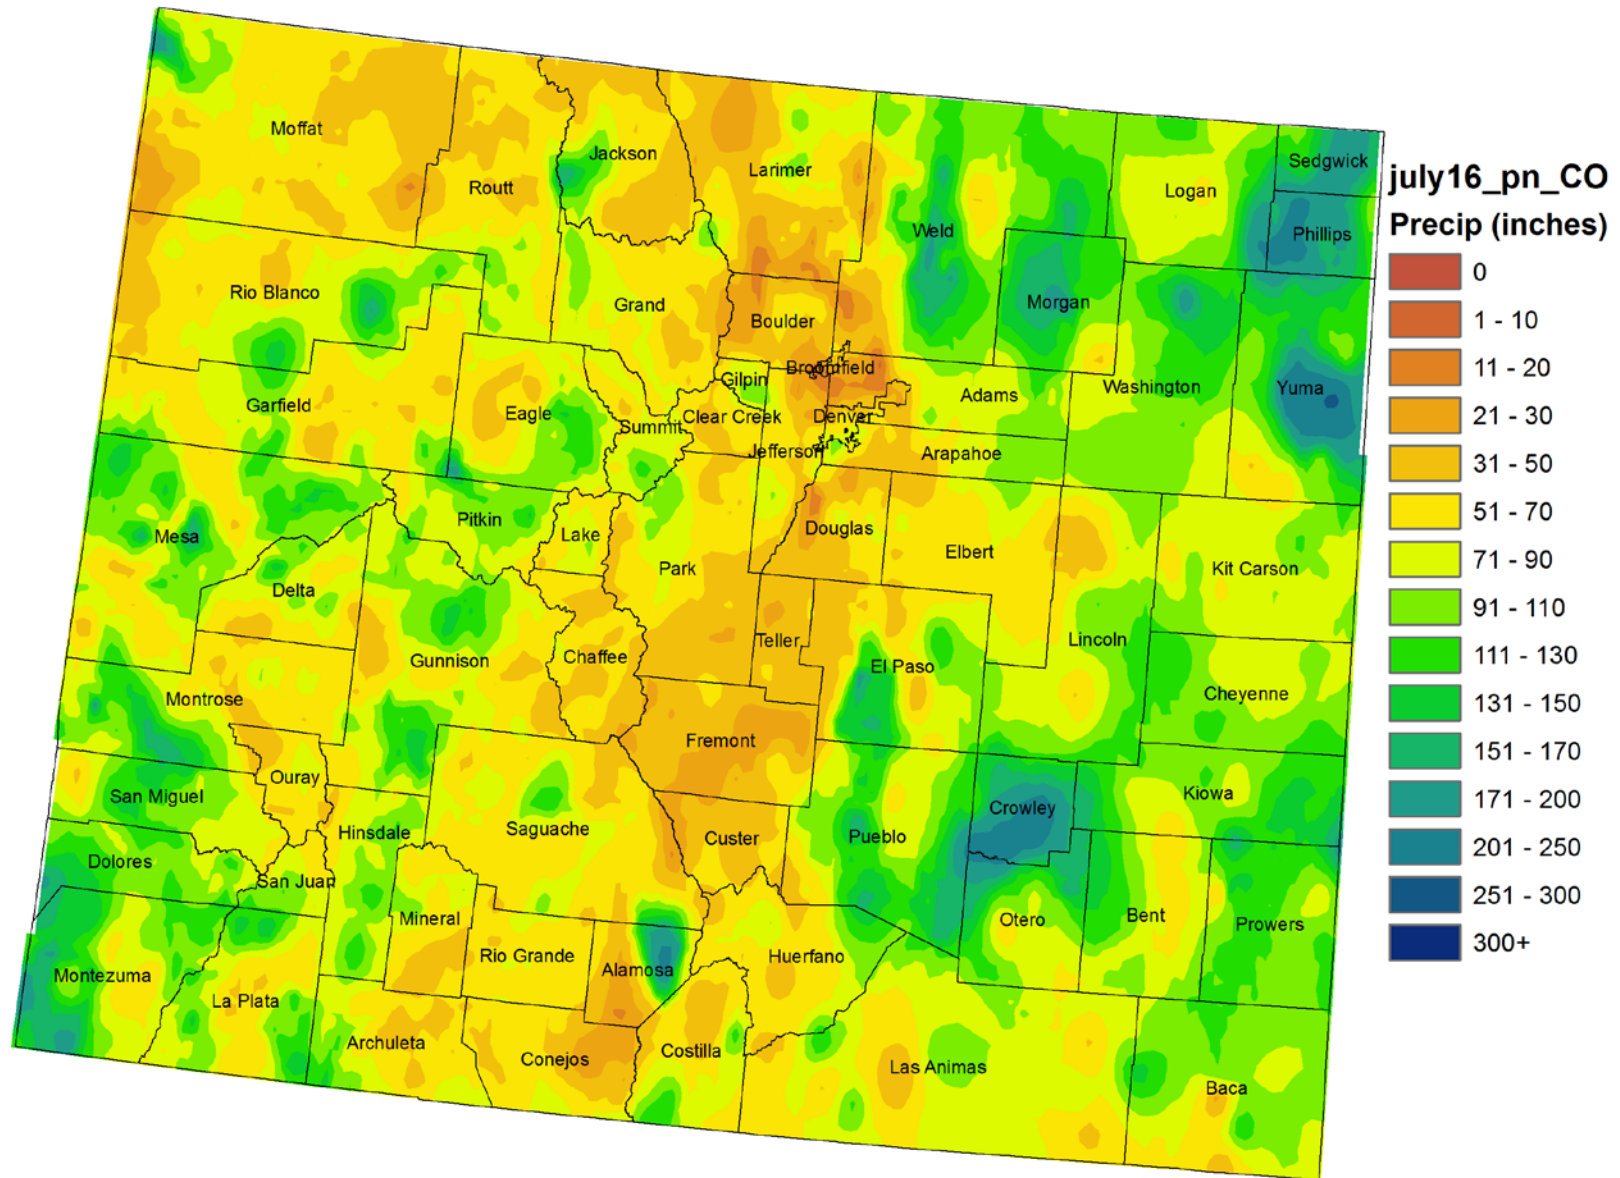 Moffat
Routt
Jackson
Larimer
Weld
Logan
Sedgwick
Phillips
Rio Blanco
Grand
Boulder
Morgan
Garfield
Eagle
Summit
Gilpin
Clear Creek
Broomfield
Denver
Jefferson
Adams
Arapahoe
Washington
Yuma
Mesa
Pitkin
Lake
Delta
Park
Douglas
Elbert
Kit Carson
Gunnison
Chaffee
Teller
El Paso
Lincoln
Cheyenne
Montrose
Ouray
Fremont
San Miguel
Hinsdale
Saguache
Custer
Pueblo
Crowley
Kiowa
Dolores
San Juan
Mineral
Rio Grande
Alamosa
Huerfano
Otero
Bent
Prowers
Montezuma
La Plata
Archuleta
Conejos
Costilla
Las Animas
Baca
july16_pn_CO
Precip (inches)
0
1 - 10
11 - 20
21 - 30
31 - 50
51 - 70
71 - 90
91 - 110
111 - 130
131 - 150
151 - 170
171 - 200
201 - 250
251 - 300
300+